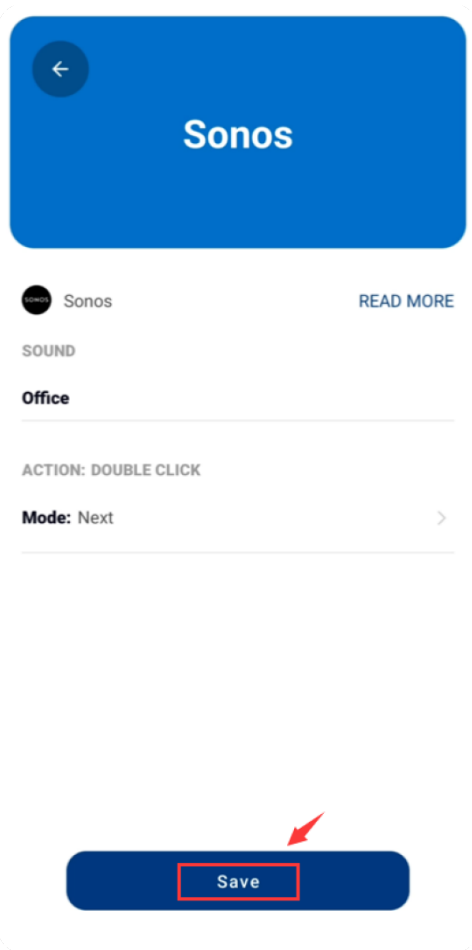 Sonos
SONOS Sonos READ MORE
SOUND
Office
ACTION: DOUBLE CLICK
Mode: Next
Save